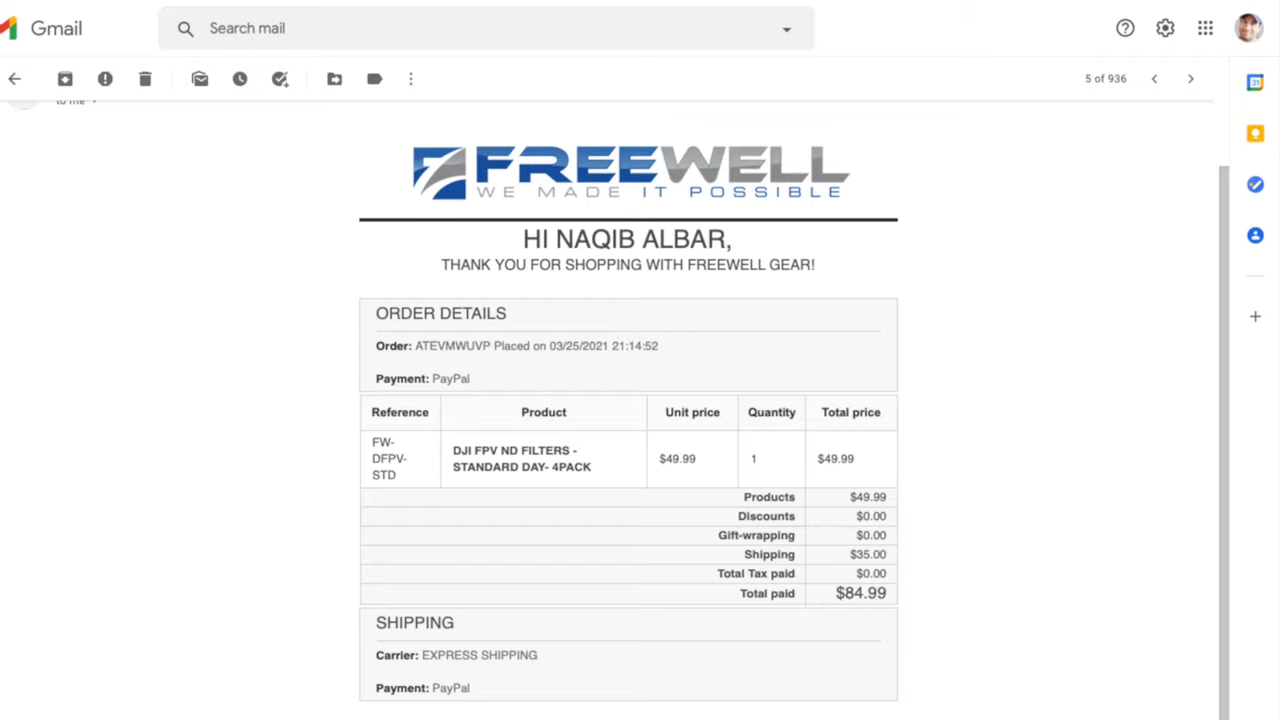 Gmail
Search mail
5 of 936
to me
31
FREEWELL
WE MADE IT POSSIBLE
HI NAQIB ALBAR,
THANK YOU FOR SHOPPING WITH FREEWELL GEAR!
ORDER DETAILS
Order: ATEVMWUVP Placed on 03/25/2021 21:14:52
Payment: PayPal
Reference Product Unit price Quantity Total price
FW-
DFPV-
STD
DJI FPV ND FILTERS -
STANDARD DAY- 4PACK
$49.99 1 $49.99
Products $49.99
Discounts $0.00
Gift-wrapping $0.00
Shipping $35.00
Total Tax paid $0.00
Total paid $84.99
SHIPPING
Carrier: EXPRESS SHIPPING
Payment: PayPal